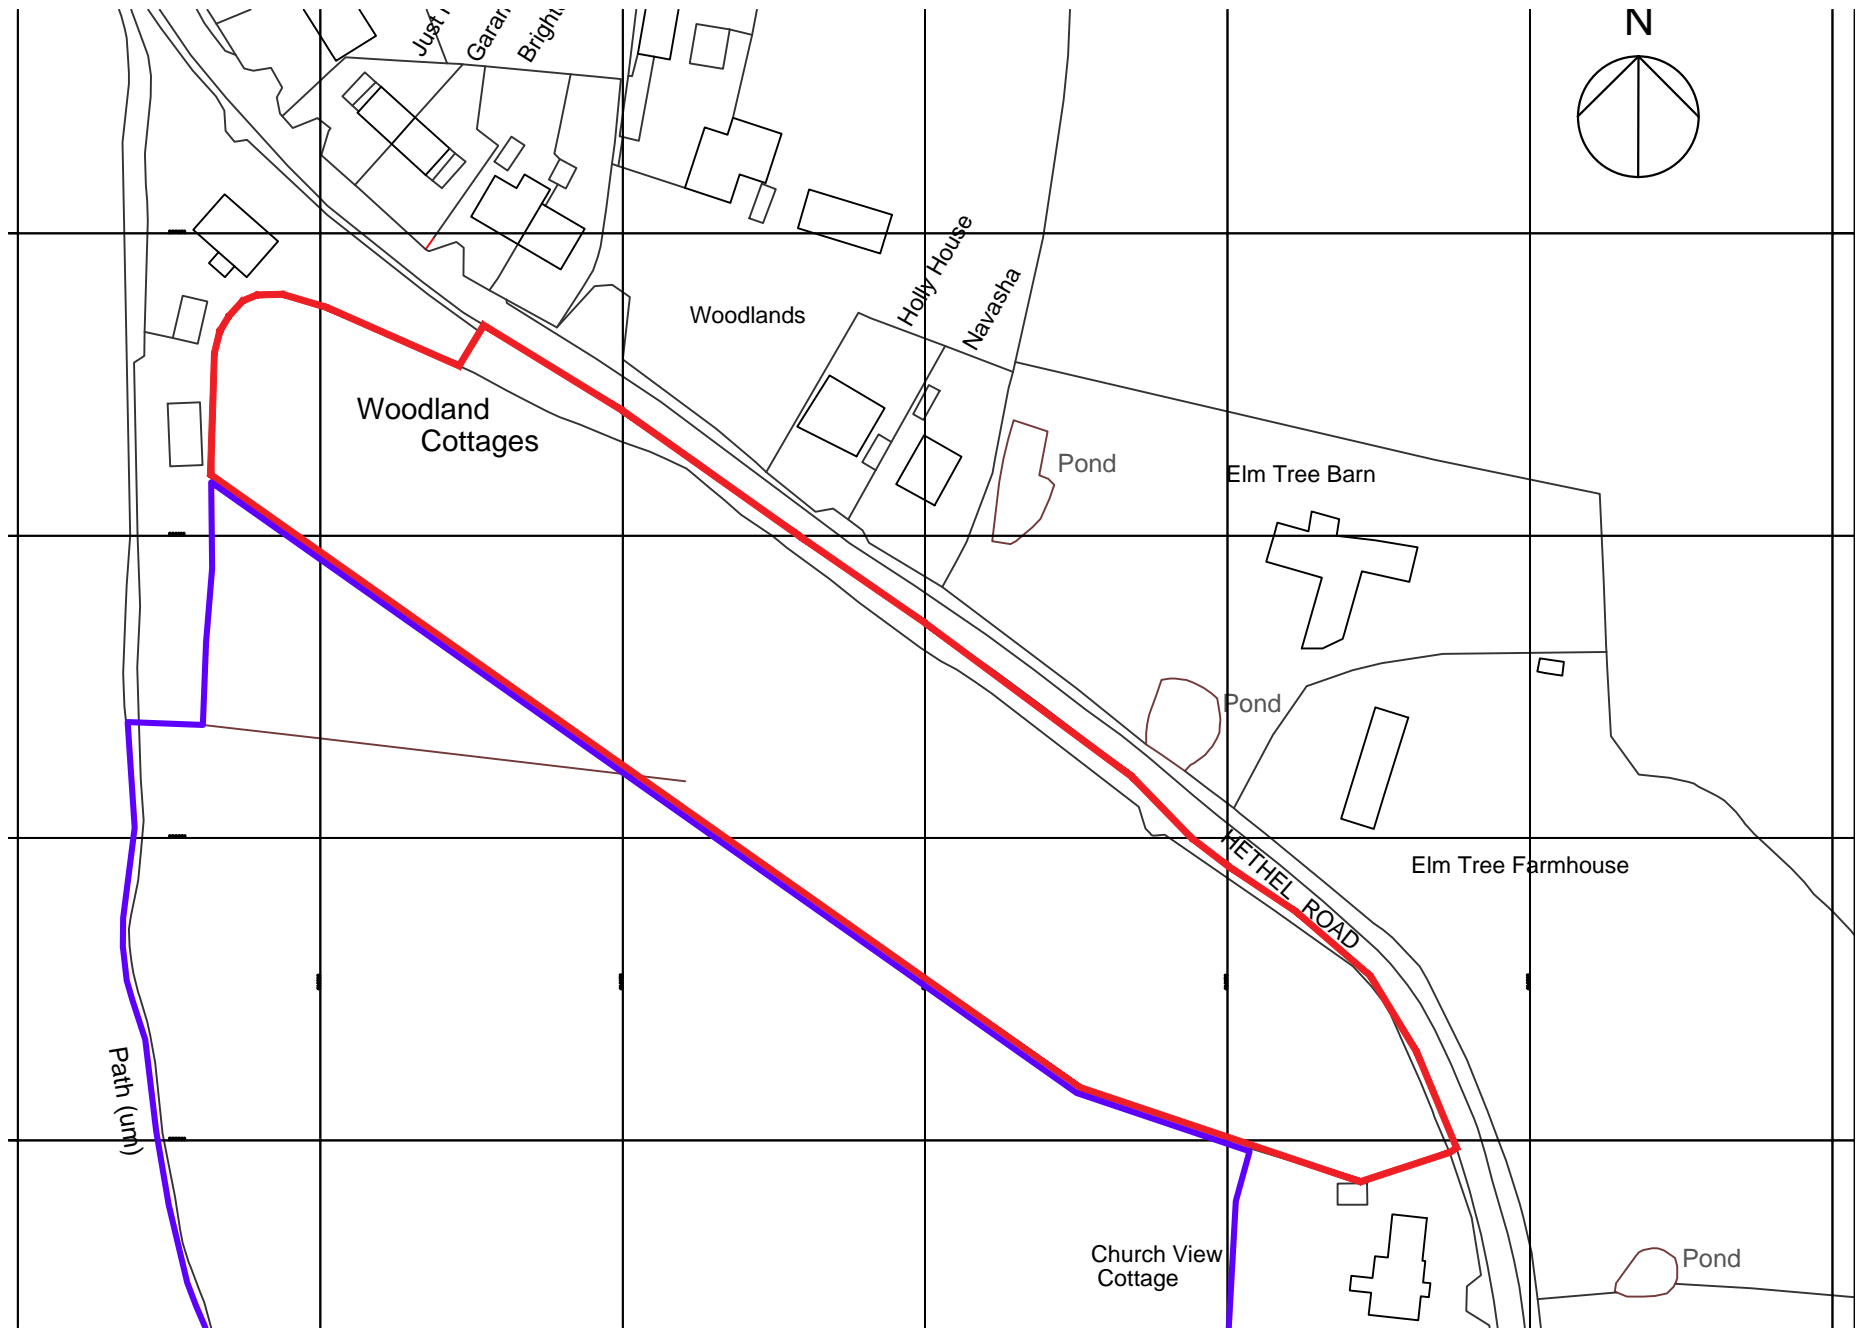 N
Holly House
Navasha
Woodlands
Woodland
Cottages
Pond
Elm Tree Barn
Pond
HETHEL ROAD
Elm Tree Farmhouse
Path (um)
Church View
Cottage
Pond